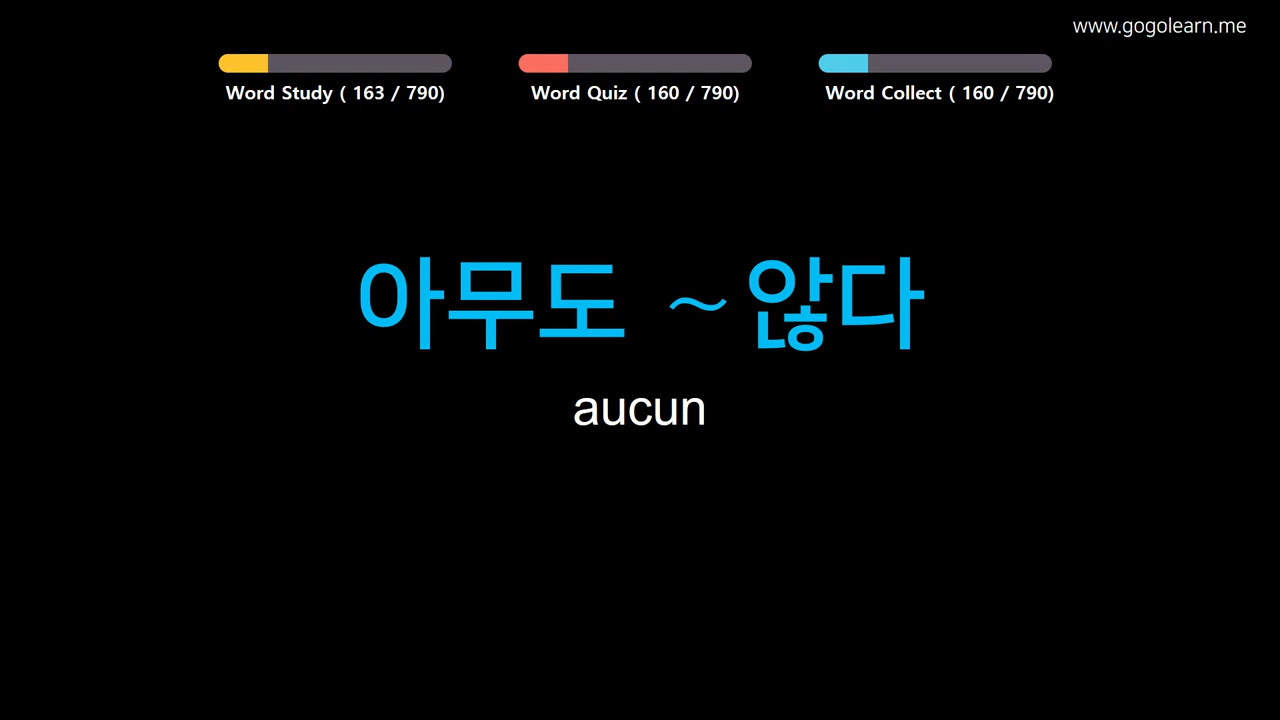 www.gogolearn.me
Word Study ( 163 / 790)
Word Quiz ( 160 / 790)
Word Collect ( 160 / 790)
아무도 ~않다
aucun